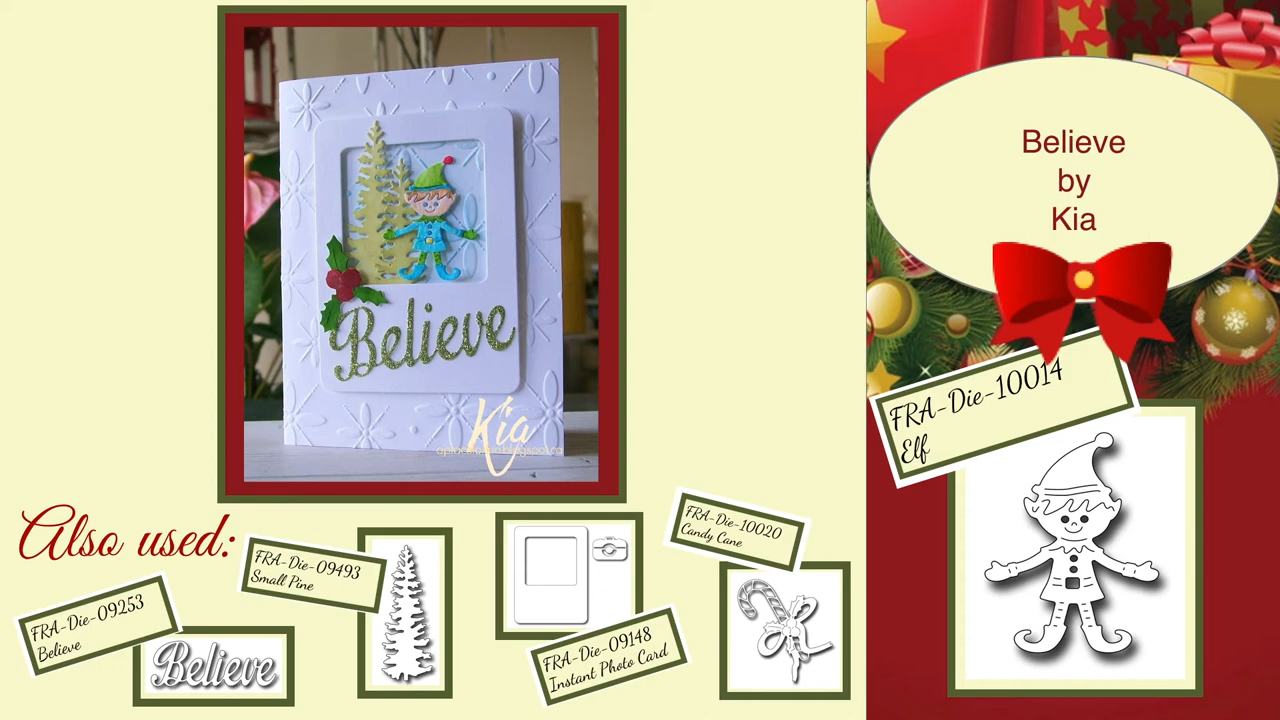 Believe
by
Kia
Believe
Kia
FRA-Die-10014
Elf
Also used:
FRA-Die-09253
Believe
Believe
FRA-Die-09493
Small Pine
FRA-Die-09148
Instant Photo Card
FRA-Die-10020
Candy Cane